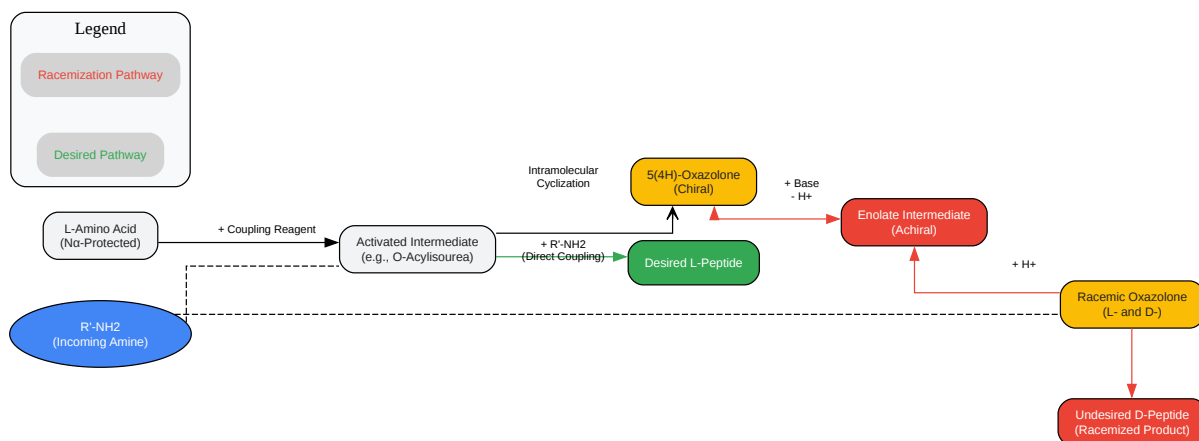 Legend
Racemization Pathway
Desired Pathway
L-Amino Acid
(Nα-Protected)
+ Coupling Reagent
Activated Intermediate
(e.g., O-Acylisourea)
Intramolecular
Cyclization
+ R'-NH2
(Direct Coupling)
5(4H)-Oxazolone
(Chiral)
Desired L-Peptide
+ Base
- H+
Enolate Intermediate
(Achiral)
+ H+
Racemic Oxazolone
(L- and D-)
R'-NH2
(Incoming Amine)
Undesired D-Peptide
(Racemized Product)